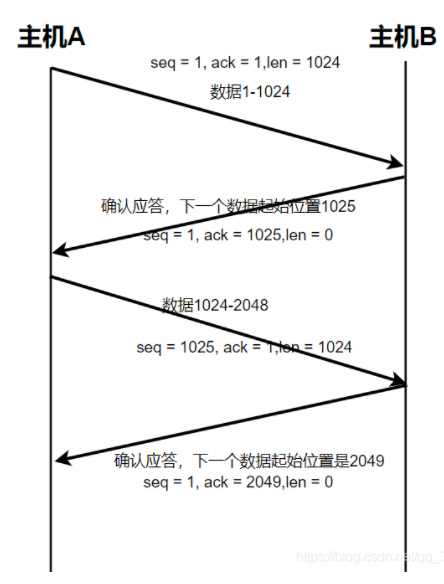 主机A
主机B
seq = 1, ack = 1,len = 1024
数据1-1024
确认应答，下一个数据起始位置1025
seq = 1, ack = 1025,len = 0
数据1024-2048
seq = 1025, ack = 1,len = 1024
确认应答，下一个数据起始位置是2049
seq = 1, ack = 2049,len = 0
https://blog.csdn.net/qq_3